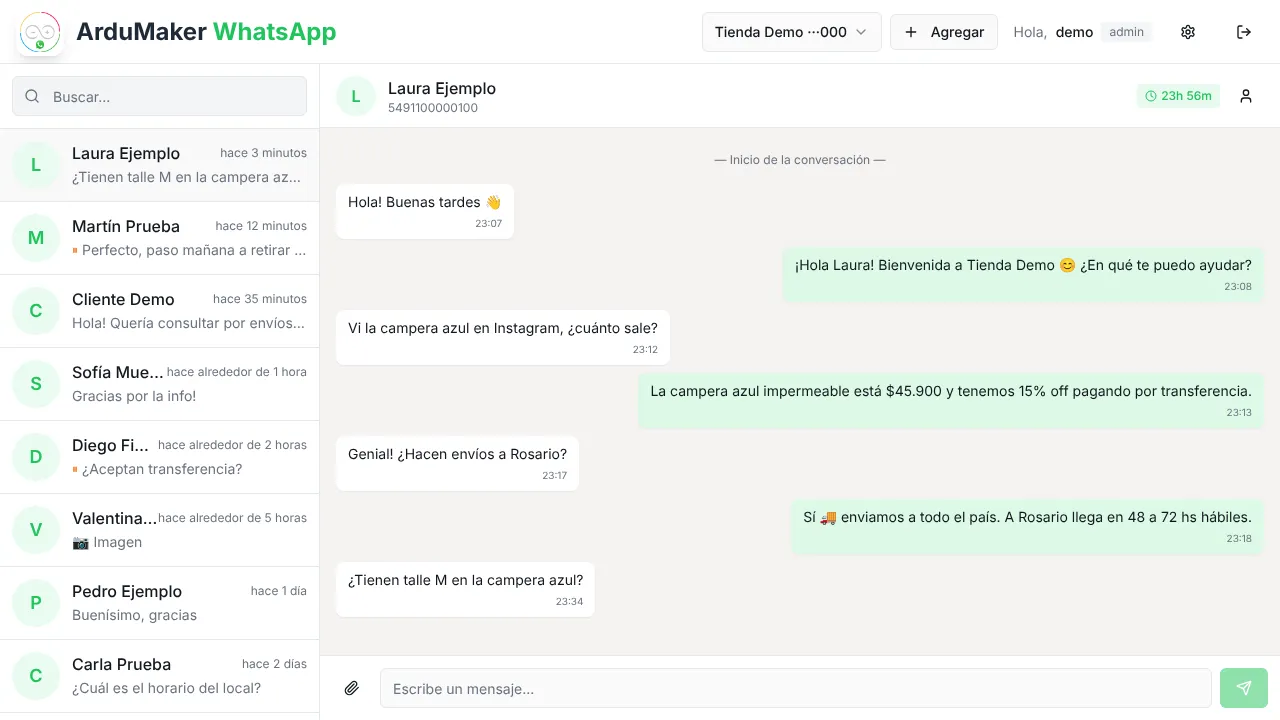 ArduMaker WhatsApp
Tienda Demo ···000
Agregar
Hola, demo admin
Buscar...
Laura Ejemplo hace 3 minutos
¿Tienen talle M en la campera az...
Martín Prueba hace 12 minutos
Perfecto, paso mañana a retirar ...
Cliente Demo hace 35 minutos
Hola! Quería consultar por envíos...
Sofía Mue... hace alrededor de 1 hora
Gracias por la info!
Diego Fi... hace alrededor de 2 horas
¿Aceptan transferencia?
Valentina... hace alrededor de 5 horas
📷 Imagen
Pedro Ejemplo hace 1 día
Buenísimo, gracias
Carla Prueba hace 2 días
¿Cuál es el horario del local?
L
M
C
S
D
V
P
C
L
Laura Ejemplo
5491100000100
23h 56m
— Inicio de la conversación —
Hola! Buenas tardes 👋
23:07
¡Hola Laura! Bienvenida a Tienda Demo 😊 ¿En qué te puedo ayudar?
23:08
Vi la campera azul en Instagram, ¿cuánto sale?
23:12
La campera azul impermeable está $45.900 y tenemos 15% off pagando por transferencia.
23:13
Genial! ¿Hacen envíos a Rosario?
23:17
Sí 🚚 enviamos a todo el país. A Rosario llega en 48 a 72 hs hábiles.
23:18
¿Tienen talle M en la campera azul?
23:34
Escribe un mensaje...